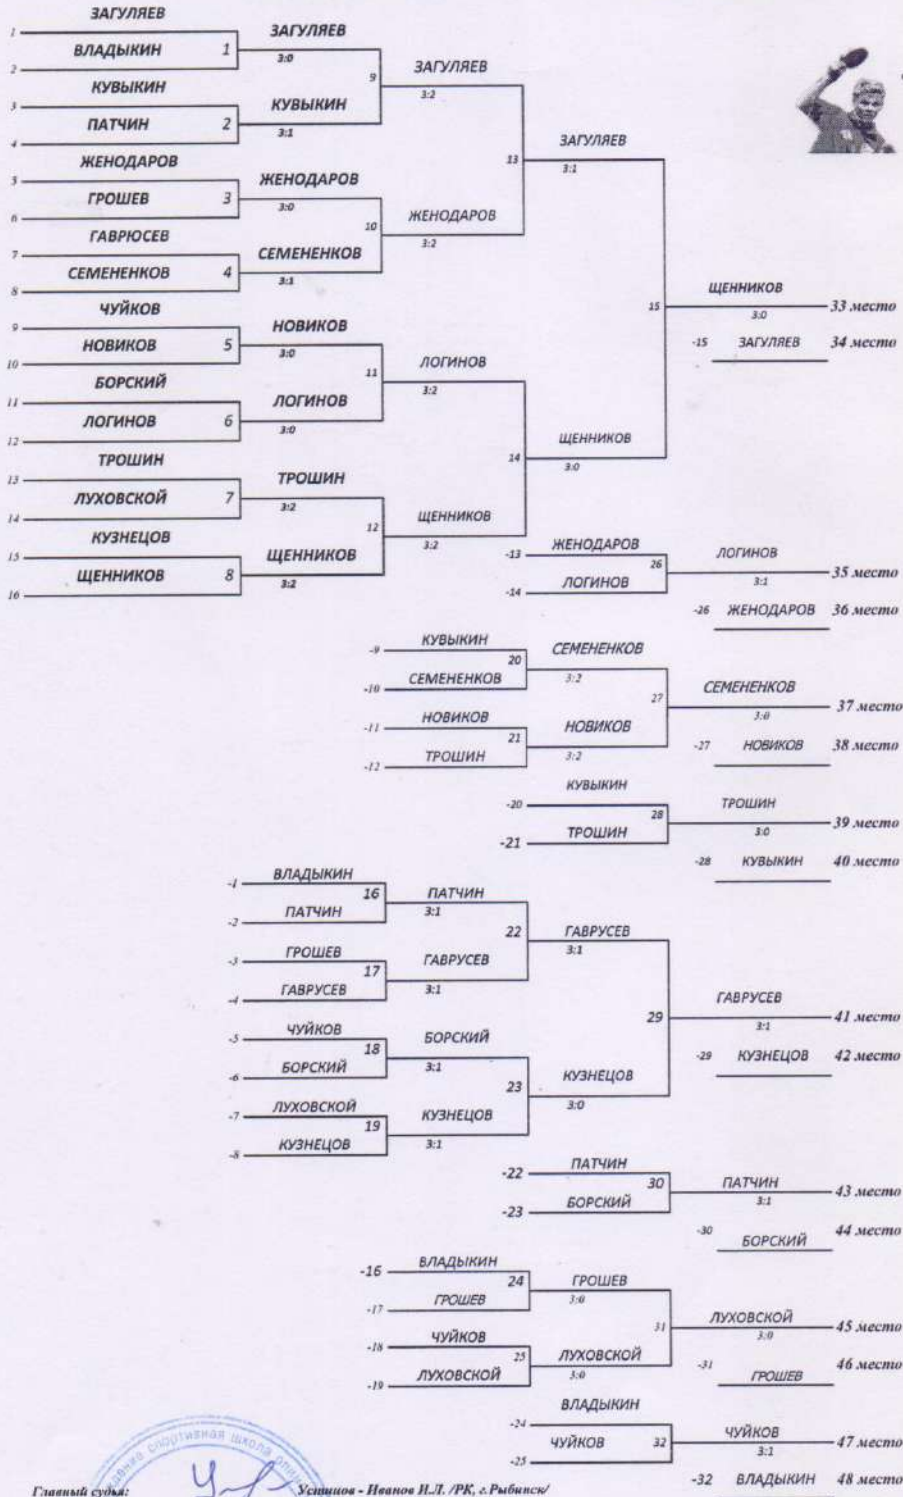 ЗАГУЛЯЕВ
1
ВЛАДЫКИН 1 ЗАГУЛЯЕВ
2 3:0
КУВЫКИН 9 ЗАГУЛЯЕВ
3 3:2
ПАТЧИН 2 КУВЫКИН
4 3:1
ЖЕНОДАРОВ 13 ЗАГУЛЯЕВ
5 3:1
ГРОШЕВ 3 ЖЕНОДАРОВ
6 3:0
ГАВРЮСЕВ 10 ЖЕНОДАРОВ
7 3:2
СЕМЕНЕНКОВ 4 СЕМЕНЕНКОВ
8 3:1
ЧУЙКОВ 15 ЩЕННИКОВ 33 место
9 3:0
НОВИКОВ 5 НОВИКОВ -15 ЗАГУЛЯЕВ 34 место
10 3:0
БОРСКИЙ 11 ЛОГИНОВ
11 3:2
ЛОГИНОВ 6 ЛОГИНОВ
12 3:0
ТРОШИН 14 ЩЕННИКОВ
13 3:0
ЛУХОВСКОЙ 7 ТРОШИН
14 3:2
КУЗНЕЦОВ 12 ЩЕННИКОВ
15 3:2
ЩЕННИКОВ 8 ЩЕННИКОВ
16 3:2
-13 ЖЕНОДАРОВ 26 ЛОГИНОВ 35 место
-14 ЛОГИНОВ 3:1
-26 ЖЕНОДАРОВ 36 место
-9 КУВЫКИН 20 СЕМЕНЕНКОВ
-10 СЕМЕНЕНКОВ 3:2
27 СЕМЕНЕНКОВ 37 место
3:0
-11 НОВИКОВ 21 НОВИКОВ
-12 ТРОШИН 3:2
-27 НОВИКОВ 38 место
КУВЫКИН
-20 28 ТРОШИН 39 место
-21 ТРОШИН 3:0
-28 КУВЫКИН 40 место
-1 ВЛАДЫКИН 16 ПАТЧИН
-2 ПАТЧИН 3:1
22 ГАВРУСЕВ
3:1
-3 ГРОШЕВ 17 ГАВРУСЕВ
-4 ГАВРУСЕВ 3:1
29 ГАВРУСЕВ 41 место
3:1
-5 ЧУЙКОВ 18 БОРСКИЙ
-6 БОРСКИЙ 3:1
-29 КУЗНЕЦОВ 42 место
23 КУЗНЕЦОВ
3:0
-7 ЛУХОВСКОЙ 19 КУЗНЕЦОВ
-8 КУЗНЕЦОВ 3:1
-22 ПАТЧИН 30 ПАТЧИН 43 место
-23 БОРСКИЙ 3:1
-30 БОРСКИЙ 44 место
-16 ВЛАДЫКИН 24 ГРОШЕВ
-17 ГРОШЕВ 3:0
31 ЛУХОВСКОЙ 45 место
3:0
-18 ЧУЙКОВ 25 ЛУХОВСКОЙ
-19 ЛУХОВСКОЙ 3:0
-31 ГРОШЕВ 46 место
ВЛАДЫКИН
-24 ЧУЙКОВ 32 ЧУЙКОВ 47 место
-25 3:1
-32 ВЛАДЫКИН 48 место
спортивная школа
Главный судья: Устинов - Иванов И.Л. /РК, г.Рыбинск/